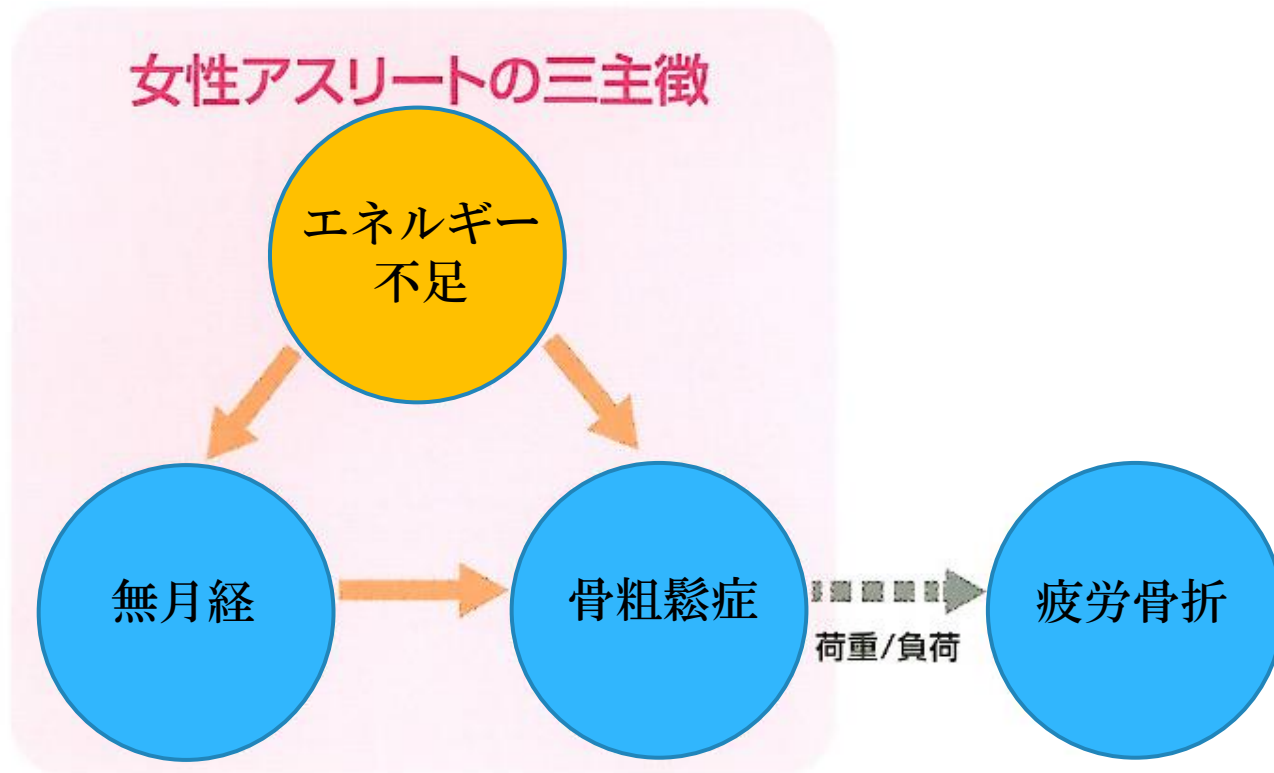 女性アスリートの三主徴
エネルギー
不足
無月経
骨粗鬆症
荷重/負荷
疲労骨折